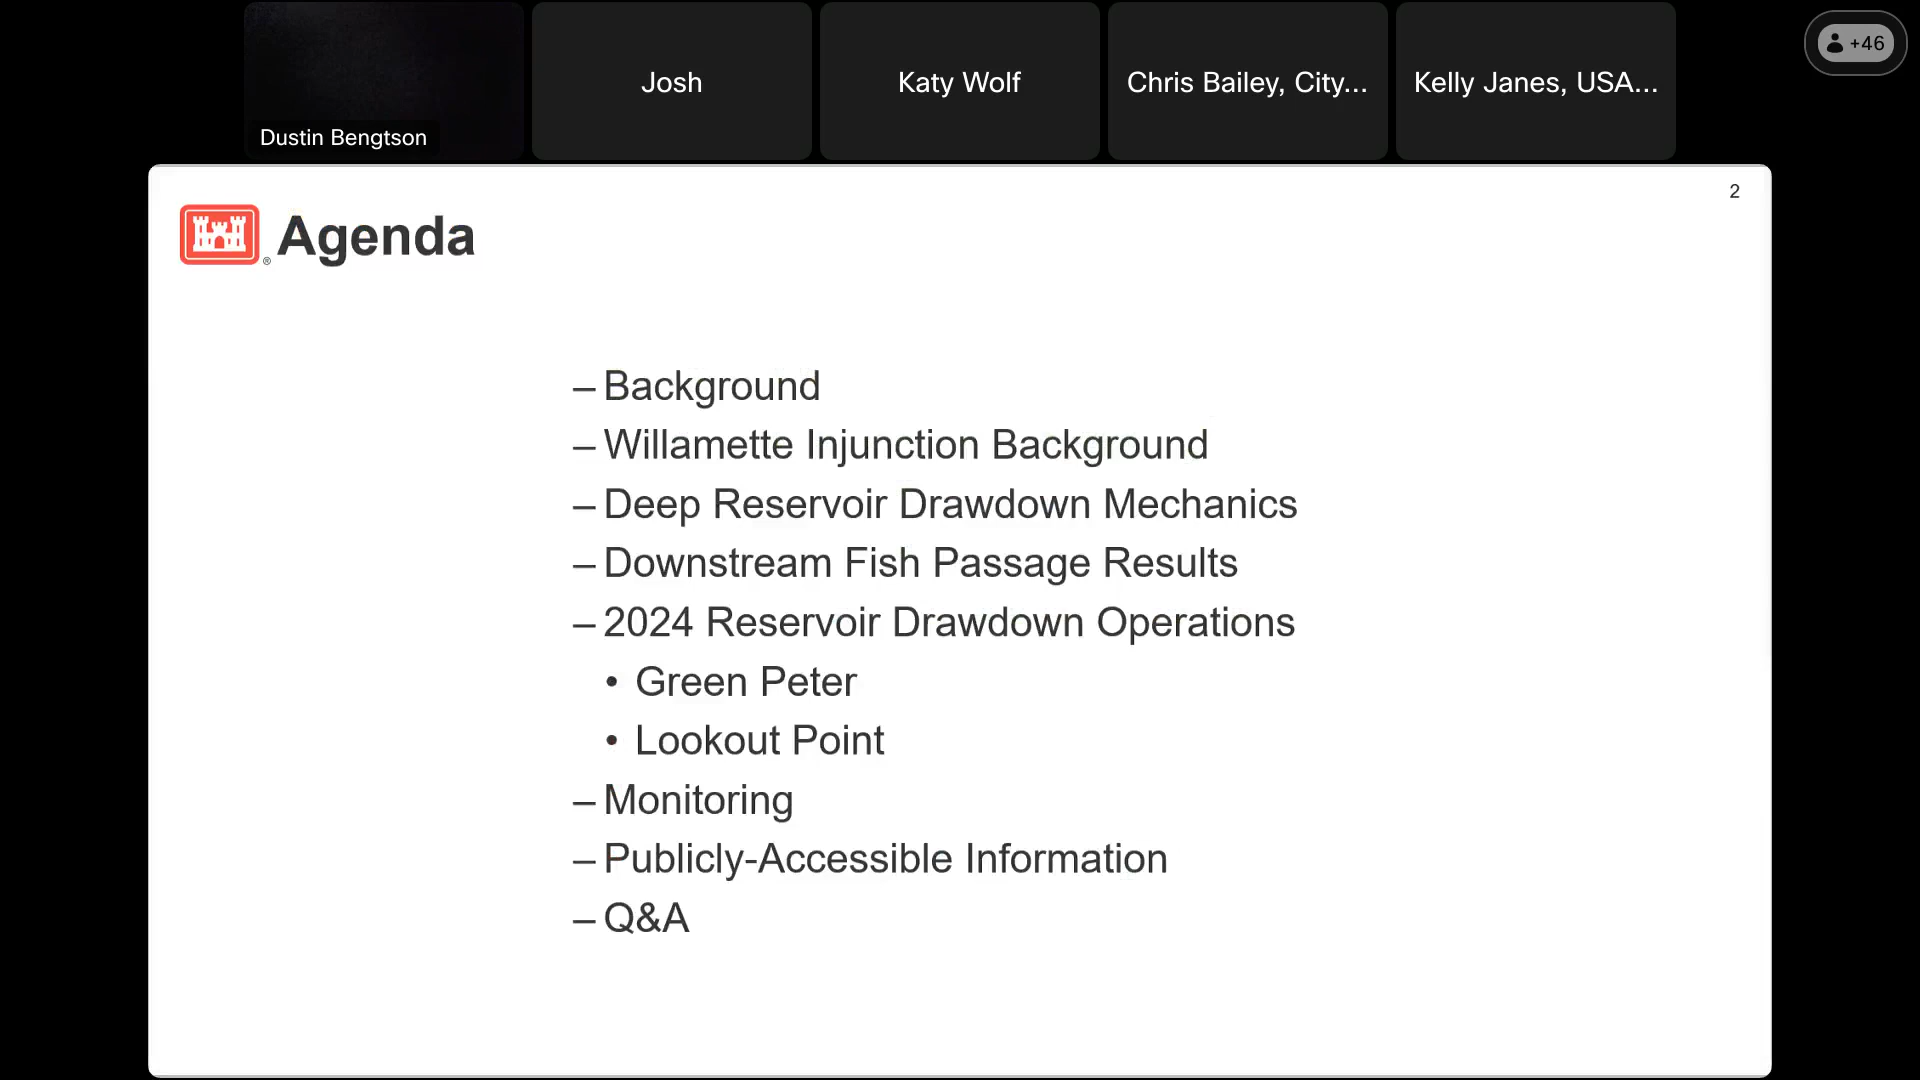 Dustin Bengtson
Josh
Katy Wolf
Chris Bailey, City...
Kelly Janes, USA...
+46
2
® Agenda
– Background
– Willamette Injunction Background
– Deep Reservoir Drawdown Mechanics
– Downstream Fish Passage Results
– 2024 Reservoir Drawdown Operations
• Green Peter
• Lookout Point
– Monitoring
– Publicly-Accessible Information
– Q&A